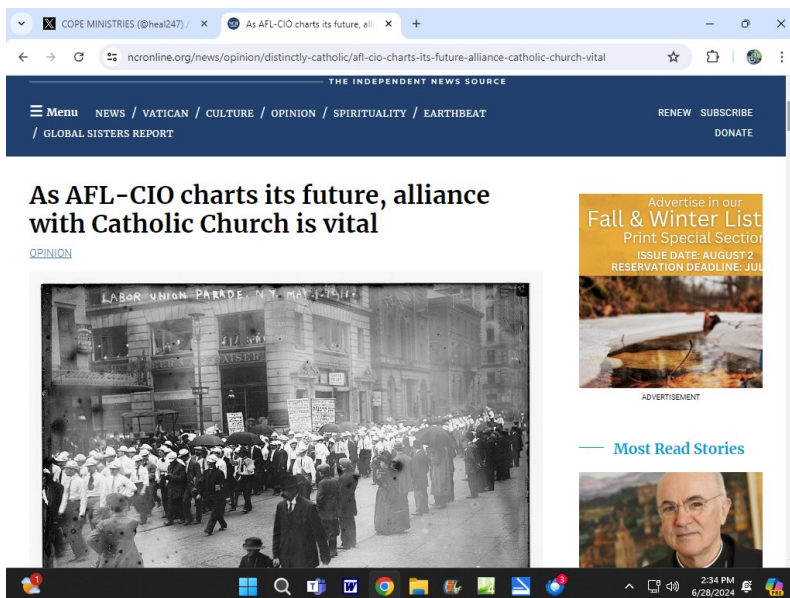 COPE MINISTRIES (@heal247) /
As AFL-CIO charts its future, alli
ncronline.org/news/opinion/distinctly-catholic/afl-cio-charts-its-future-alliance-catholic-church-vital
THE INDEPENDENT NEWS SOURCE
Menu NEWS / VATICAN / CULTURE / OPINION / SPIRITUALITY / EARTHBEAT
/ GLOBAL SISTERS REPORT
RENEW SUBSCRIBE
DONATE
As AFL-CIO charts its future, alliance
with Catholic Church is vital
OPINION
LABOR UNION PARADE. N.Y. MAY-1-
Advertise in our
Fall & Winter List
Print Special Section
ISSUE DATE: AUGUST 2
RESERVATION DEADLINE: JUL
ADVERTISEMENT
Most Read Stories
1
3
2:34 PM
6/28/2024